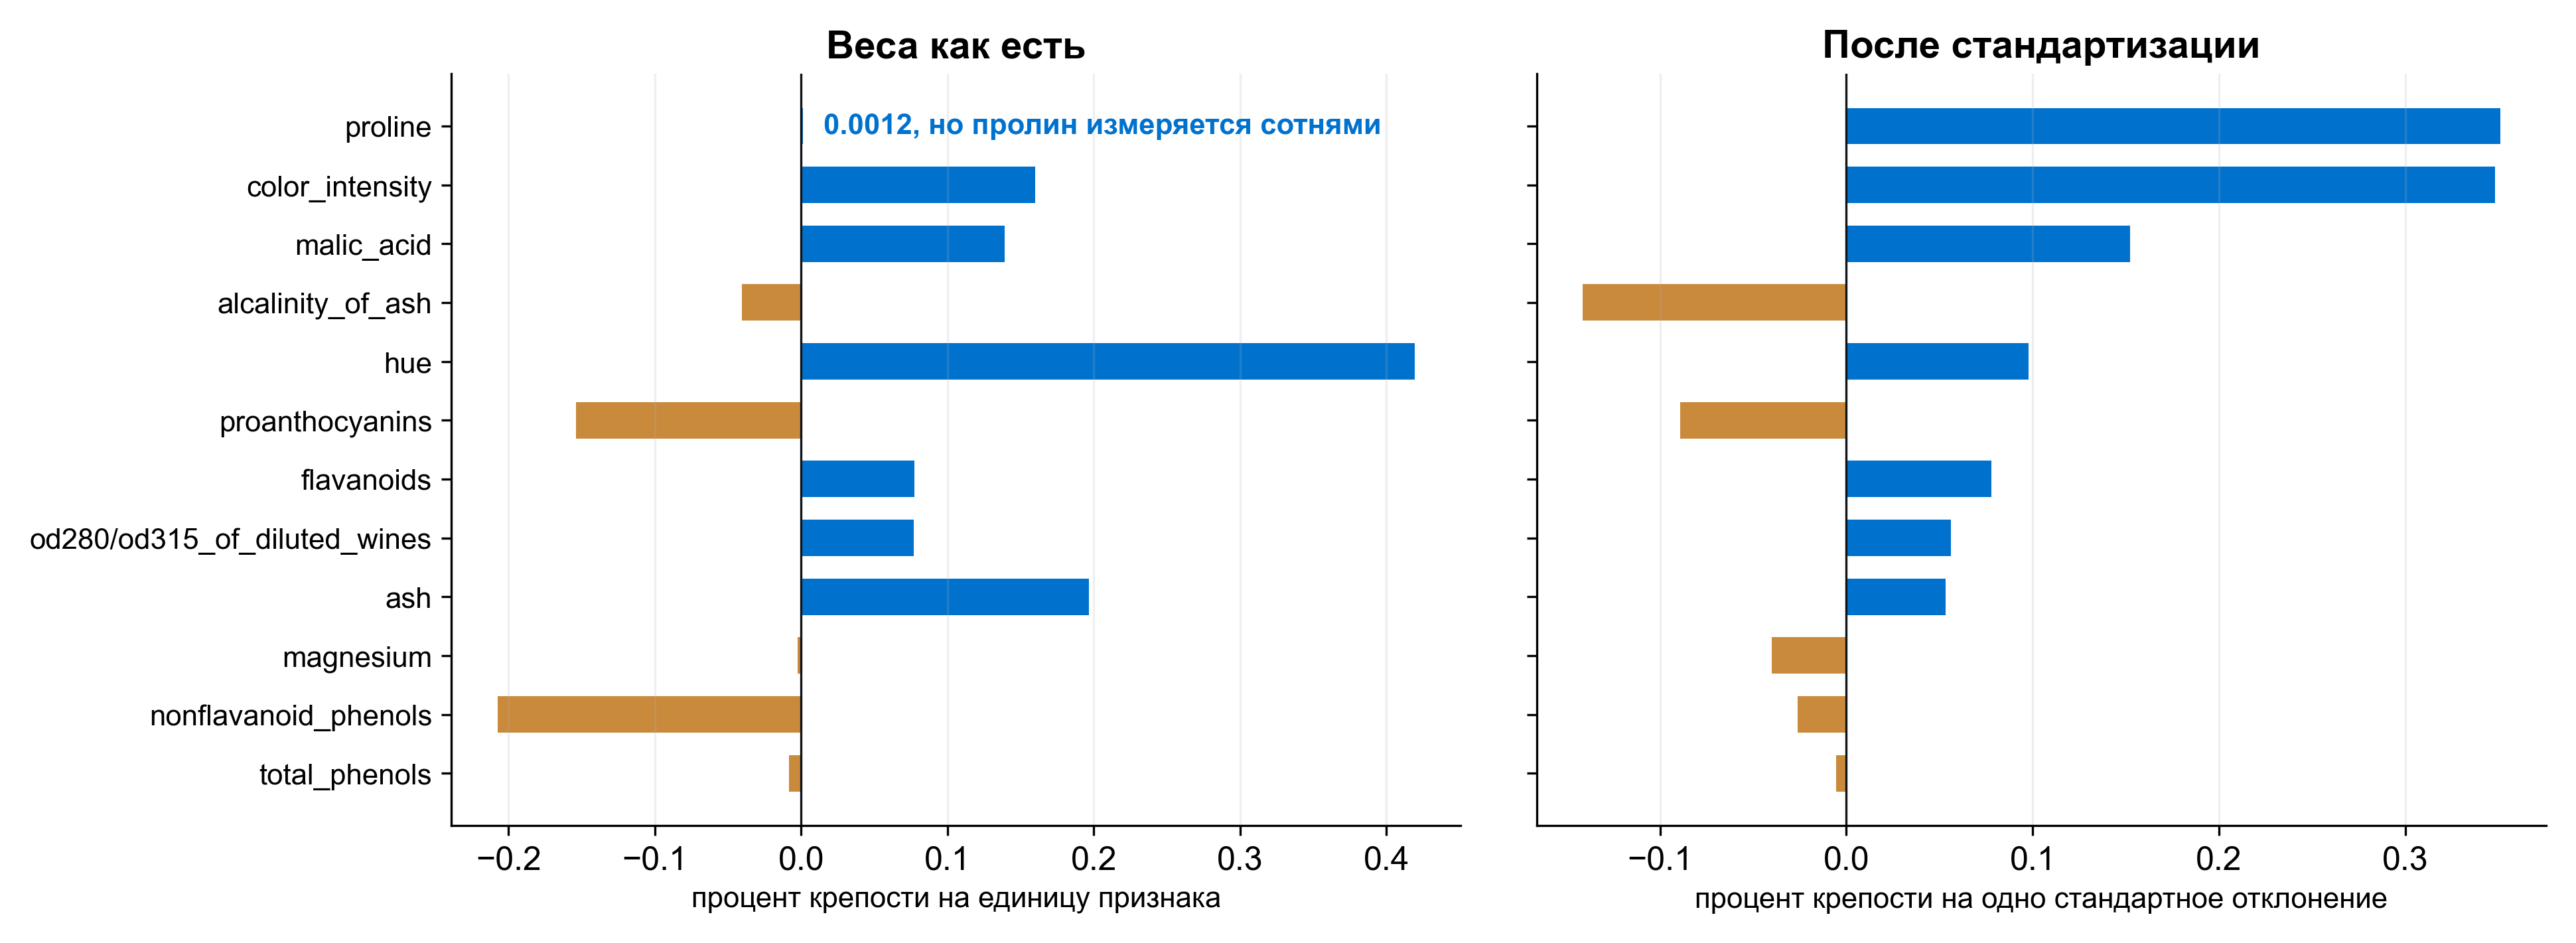 Веса как есть
proline
0.0012, но пролин измеряется сотнями
color_intensity
malic_acid
alcalinity_of_ash
hue
proanthocyanins
flavanoids
od280/od315_of_diluted_wines
ash
magnesium
nonflavanoid_phenols
total_phenols
−0.2 −0.1 0.0 0.1 0.2 0.3 0.4
процент крепости на единицу признака
После стандартизации
−0.1 0.0 0.1 0.2 0.3
процент крепости на одно стандартное отклонение